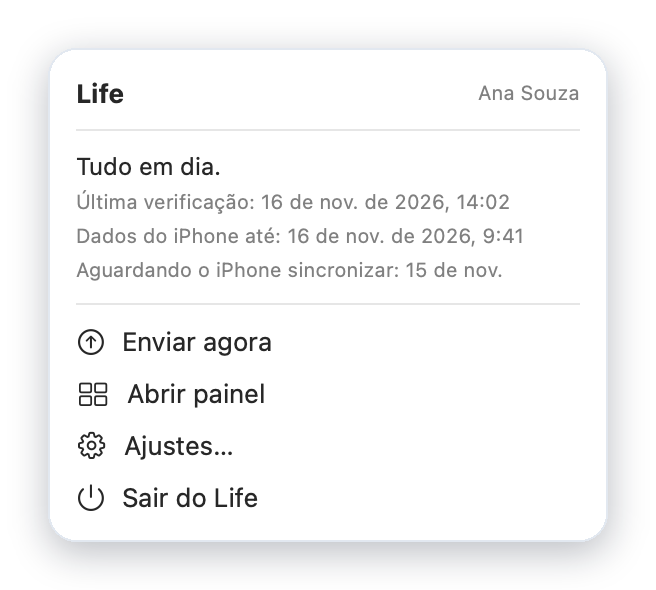 Life
Ana Souza
Tudo em dia.
Última verificação: 16 de nov. de 2026, 14:02
Dados do iPhone até: 16 de nov. de 2026, 9:41
Aguardando o iPhone sincronizar: 15 de nov.
Enviar agora
Abrir painel
Ajustes...
Sair do Life